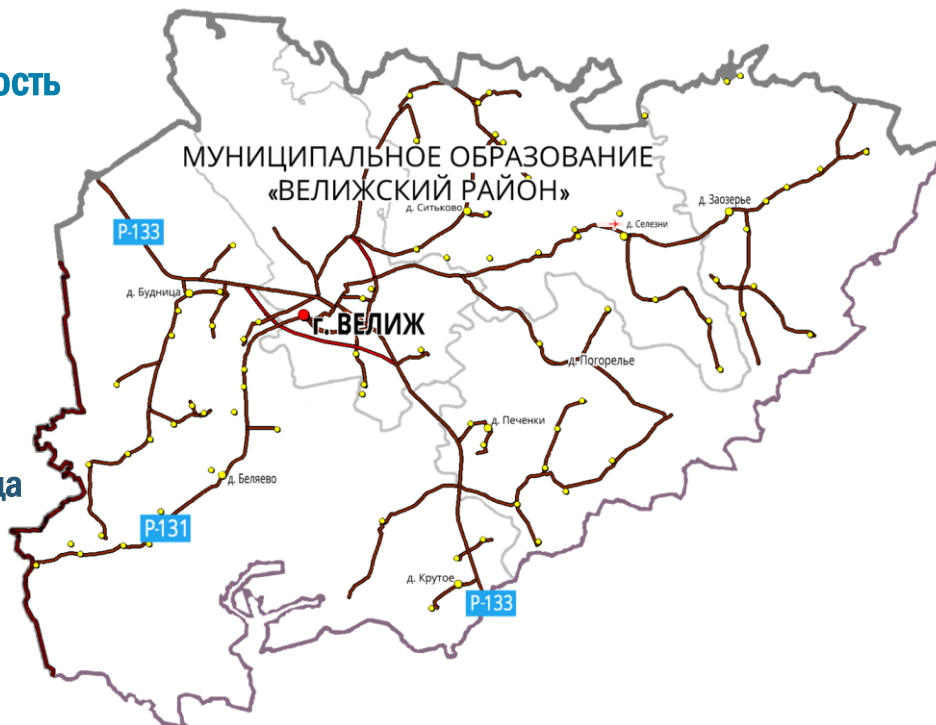 ость
МУНИЦИПАЛЬНОЕ ОБРАЗОВАНИЕ
«ВЕЛИЖСКИЙ РАЙОН»
д. Ситьково
д. Заозерье
д. Селезни
Р-133
д. Будница
г. ВЕЛИЖ
д. Погорелье
д. Печенки
д. Беляево
ца
Р-131
д. Крутое
Р-133